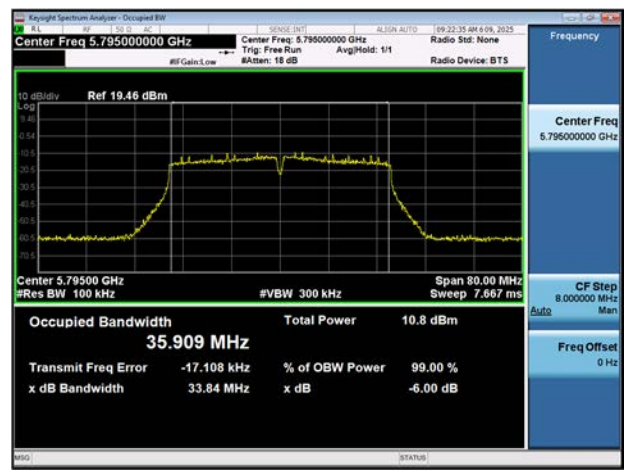 Keysight Spectrum Analyzer - Occupied BW
RL RF 50 Ω AC SENSE:INT ALIGN AUTO 09:22:35 AM 6 09, 2025
Center Freq 5.795000000 GHz
Center Freq: 5.795000000 GHz
Radio Std: None
Trig: Free Run Avg|Hold: 1/1
#IFGain:Low
#Atten: 18 dB
Radio Device: BTS
Frequency
10 dB/div Ref 19.46 dBm
Log
9.46
-0.54
-10.5
-20.5
-30.5
-40.5
-50.5
-60.5
-70.5
Center 5.79500 GHz Span 80.00 MHz
#Res BW 100 kHz #VBW 300 kHz Sweep 7.667 ms
Occupied Bandwidth Total Power 10.8 dBm
35.909 MHz
Transmit Freq Error -17.108 kHz % of OBW Power 99.00 %
x dB Bandwidth 33.84 MHz x dB -6.00 dB
Center Freq
5.795000000 GHz
CF Step
8.000000 MHz
Auto Man
Freq Offset
0 Hz
MSG STATUS